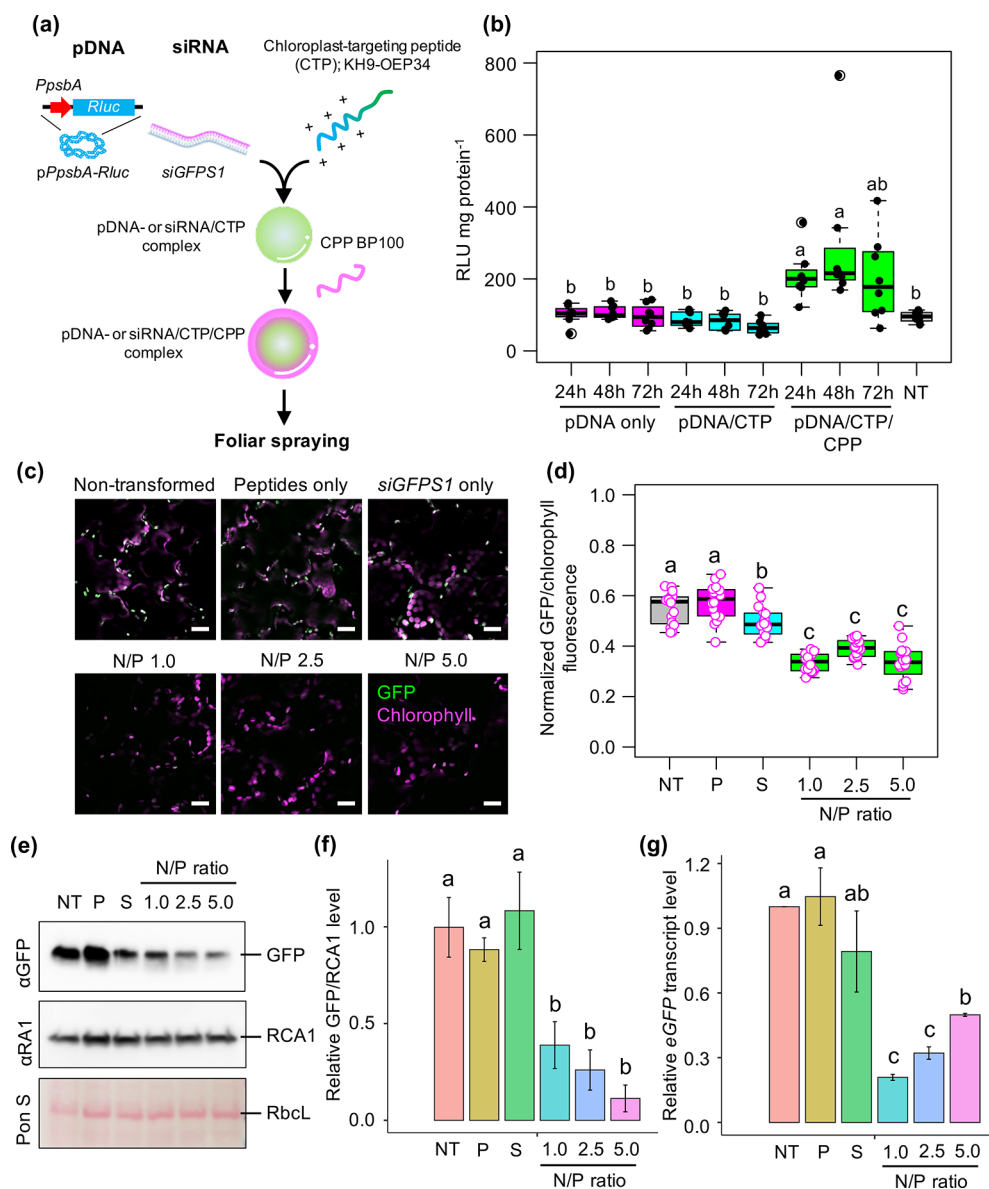 (a)
pDNA
siRNA
Chloroplast-targeting peptide
(CTP); KH9-OEP34
PpsbA
Rluc
pPpsbA-Rluc
siGFPS1
+ + + + + + + +
pDNA- or siRNA/CTP
complex
CPP BP100
pDNA- or siRNA/CTP/CPP
complex
Foliar spraying
(b)
RLU mg protein-1
800
600
400
200
0
b b b b b b a a ab b
24h 48h 72h 24h 48h 72h 24h 48h 72h NT
pDNA only pDNA/CTP pDNA/CTP/
CPP
(c)
Non-transformed Peptides only siGFPS1 only
N/P 1.0 N/P 2.5 N/P 5.0
GFP
Chlorophyll
(d)
Normalized GFP/chlorophyll
fluorescence
1.0
0.8
0.6
0.4
0.2
0.0
a a b c c c
NT P S 1.0 2.5 5.0
N/P ratio
(e)
N/P ratio
NT P S 1.0 2.5 5.0
αGFP
GFP
αRA1
RCA1
Pon S
RbcL
(f)
Relative GFP/RCA1 level
1.0
0.5
0.0
a a a b b b
NT P S 1.0 2.5 5.0
N/P ratio
(g)
Relative eGFP transcript level
1.2
0.9
0.6
0.3
0.0
a a ab c c b
NT P S 1.0 2.5 5.0
N/P ratio